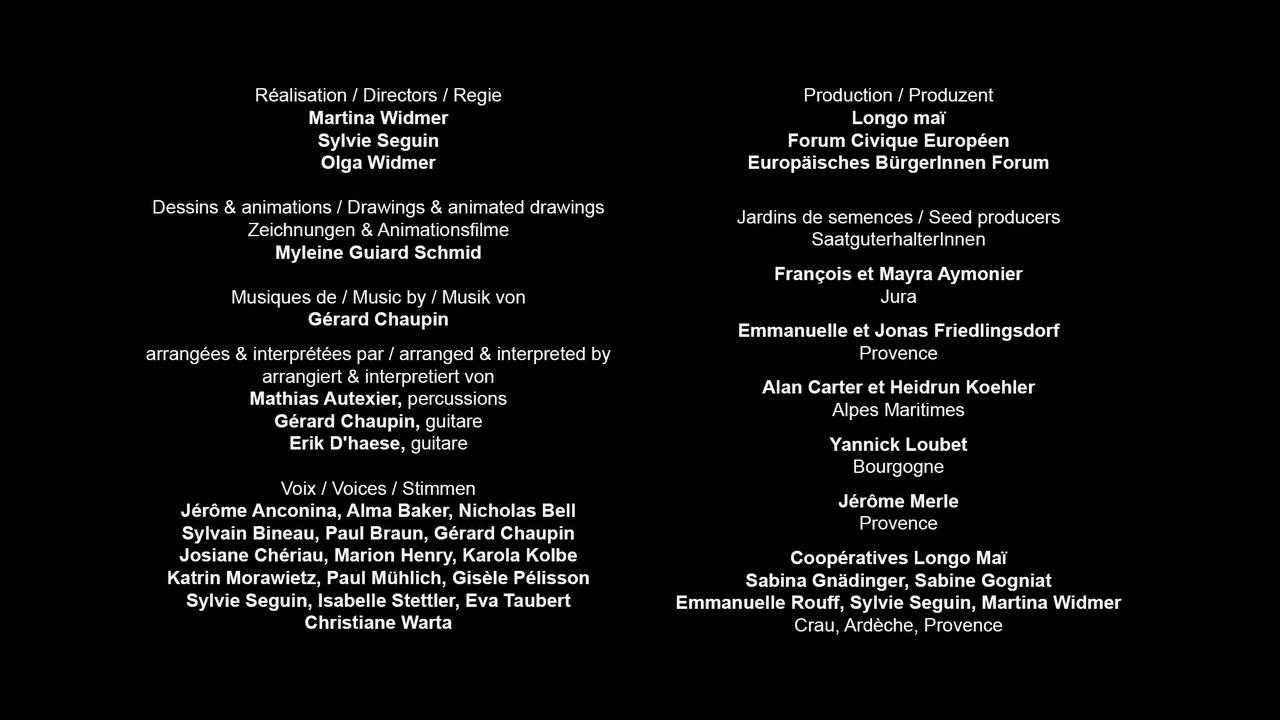 Réalisation / Directors / Regie
Martina Widmer
Sylvie Seguin
Olga Widmer
Dessins & animations / Drawings & animated drawings
Zeichnungen & Animationsfilme
Myleine Guiard Schmid
Musiques de / Music by / Musik von
Gérard Chaupin
arrangées & interprétées par / arranged & interpreted by
arrangiert & interpretiert von
Mathias Autexier, percussions
Gérard Chaupin, guitare
Erik D'haese, guitare
Voix / Voices / Stimmen
Jérôme Anconina, Alma Baker, Nicholas Bell
Sylvain Bineau, Paul Braun, Gérard Chaupin
Josiane Chériau, Marion Henry, Karola Kolbe
Katrin Morawietz, Paul Mühlich, Gisèle Pélisson
Sylvie Seguin, Isabelle Stettler, Eva Taubert
Christiane Warta
Production / Produzent
Longo maï
Forum Civique Européen
Europäisches BürgerInnen Forum
Jardins de semences / Seed producers
SaatguterhalterInnen
François et Mayra Aymonier
Jura
Emmanuelle et Jonas Friedlingsdorf
Provence
Alan Carter et Heidrun Koehler
Alpes Maritimes
Yannick Loubet
Bourgogne
Jérôme Merle
Provence
Coopératives Longo Maï
Sabina Gnädinger, Sabine Gogniat
Emmanuelle Rouff, Sylvie Seguin, Martina Widmer
Crau, Ardèche, Provence